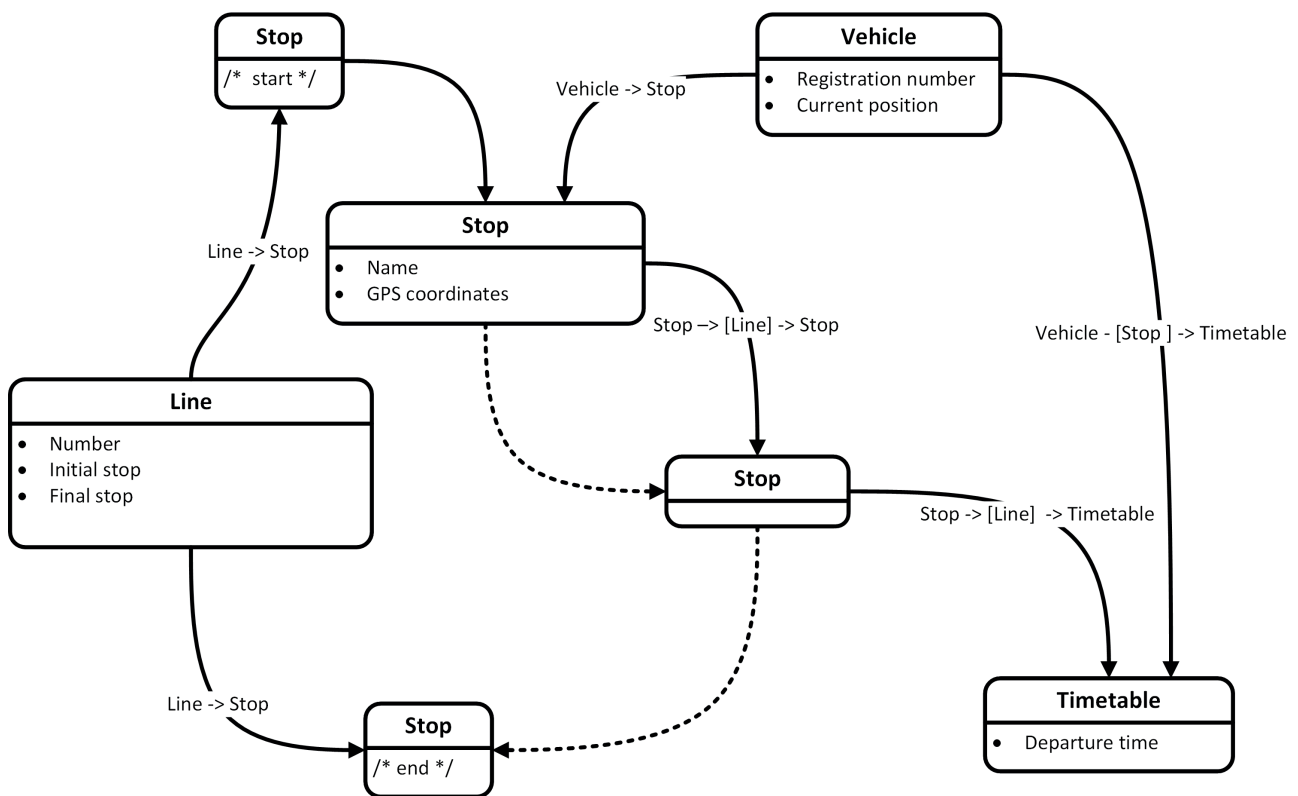 Stop
/*  start */
Vehicle
• Registration number
• Current position
Vehicle -> Stop
Line -> Stop
Stop
• Name
• GPS coordinates
Stop –> [Line] -> Stop
Vehicle - [Stop ] -> Timetable
Line
• Number
• Initial stop
• Final stop
Stop
Stop -> [Line]  -> Timetable
Line -> Stop
Stop
/* end */
Timetable
• Departure time